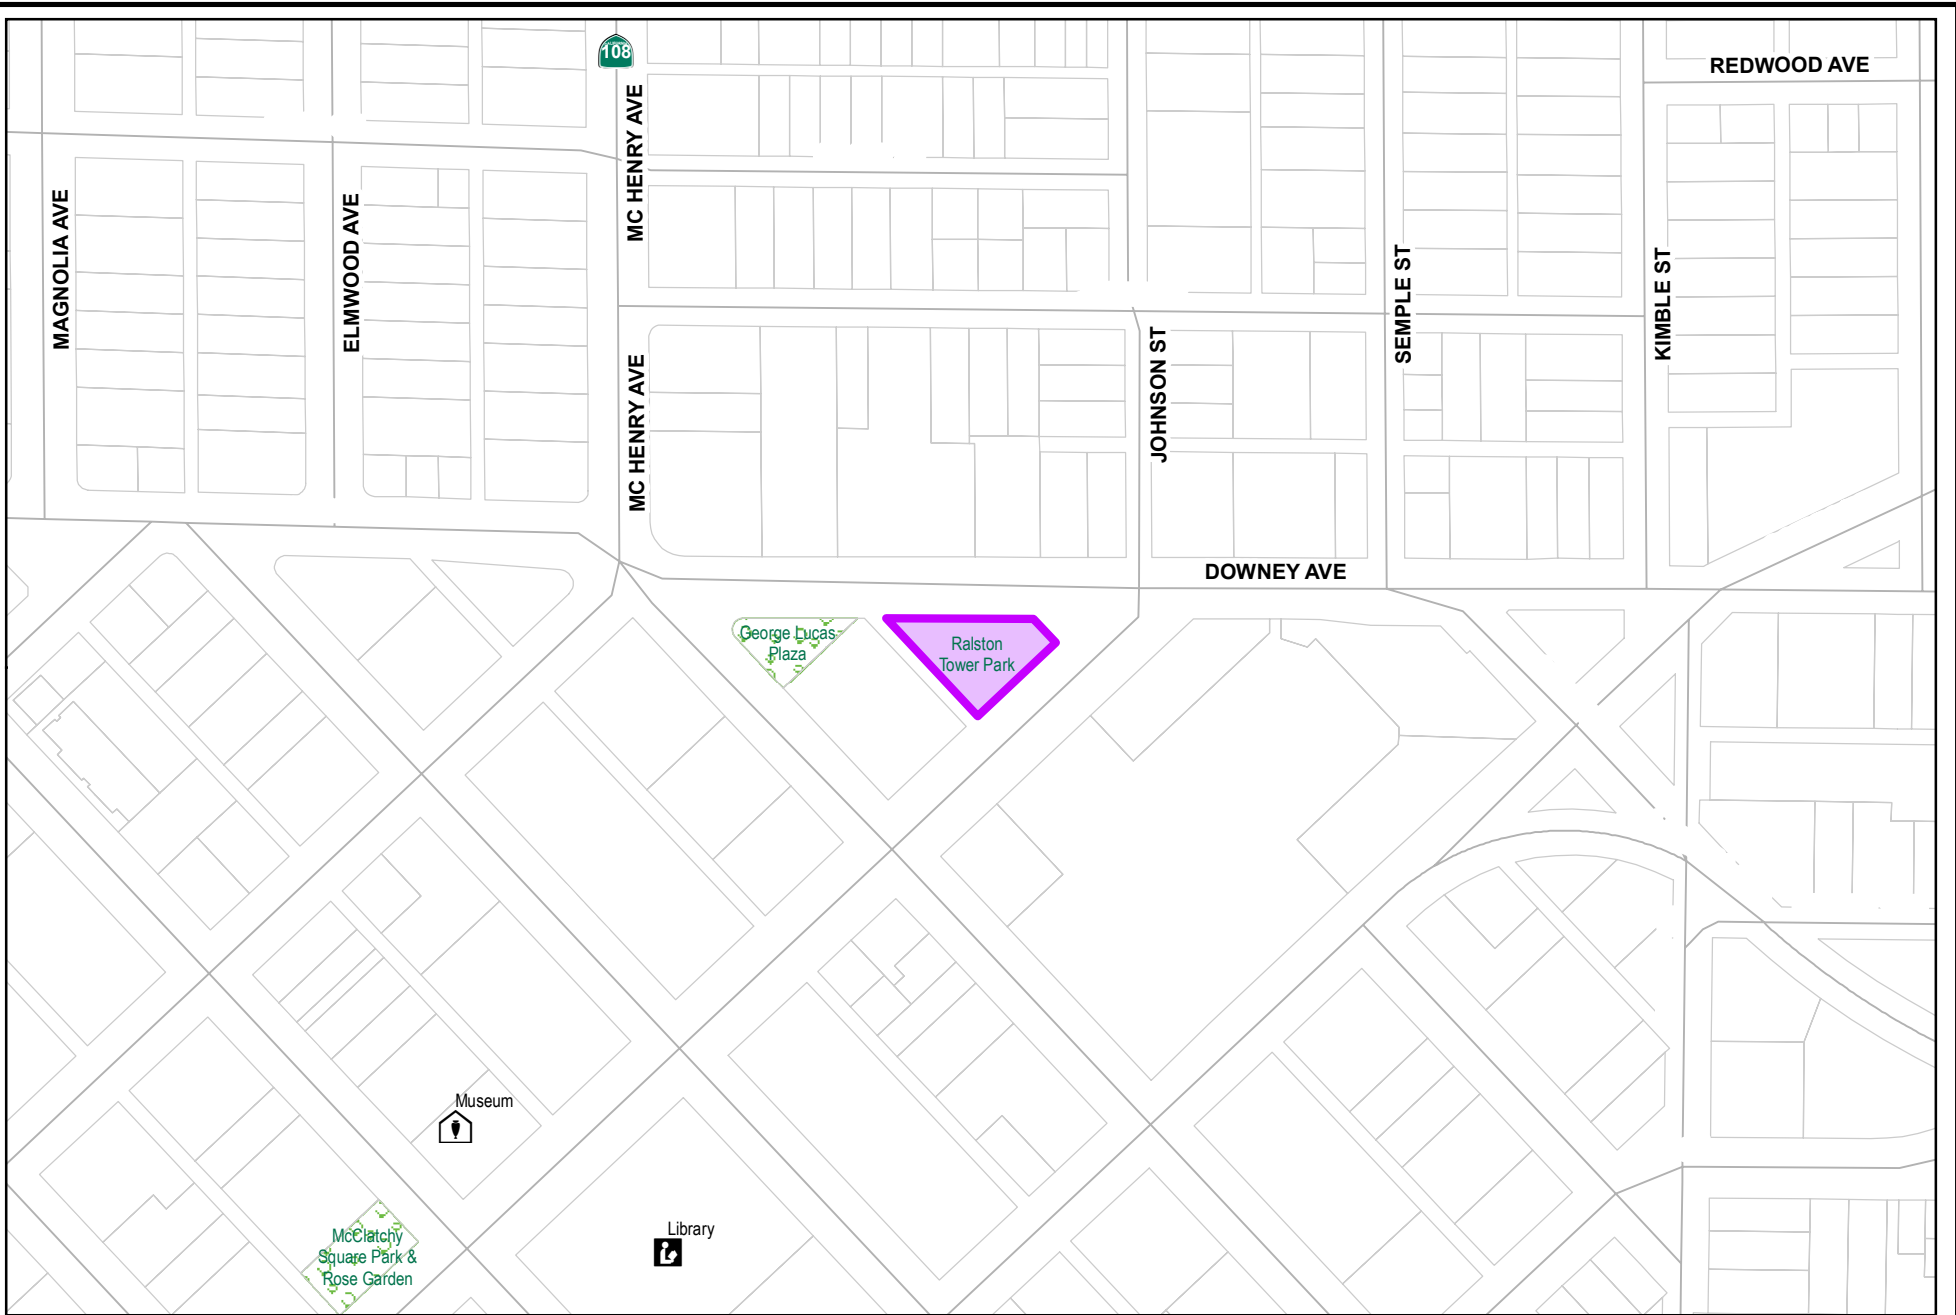 108
REDWOOD AVE
MC HENRY AVE
MAGNOLIA AVE
ELMWOOD AVE
SEMPLE ST
KIMBLE ST
MC HENRY AVE
JOHNSON ST
DOWNEY AVE
George Lucas
Plaza
Ralston
Tower Park
Museum
Library
McClatchy
Square Park &
Rose Garden